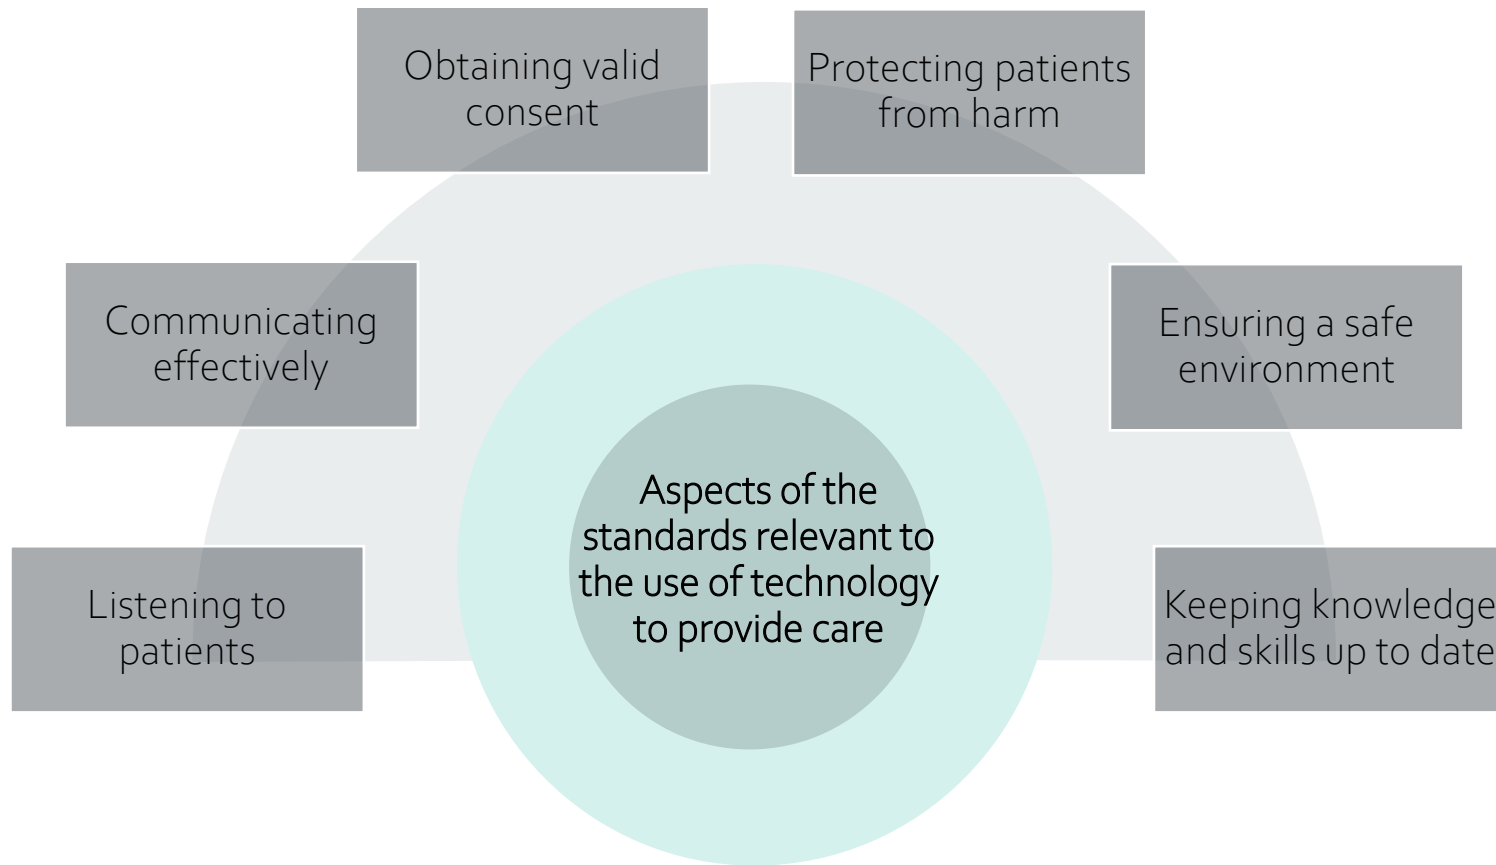 Obtaining valid
consent
Protecting patients
from harm
Communicating
effectively
Ensuring a safe
environment
Aspects of the
standards relevant to
the use of technology
to provide care
Listening to
patients
Keeping knowledge
and skills up to date